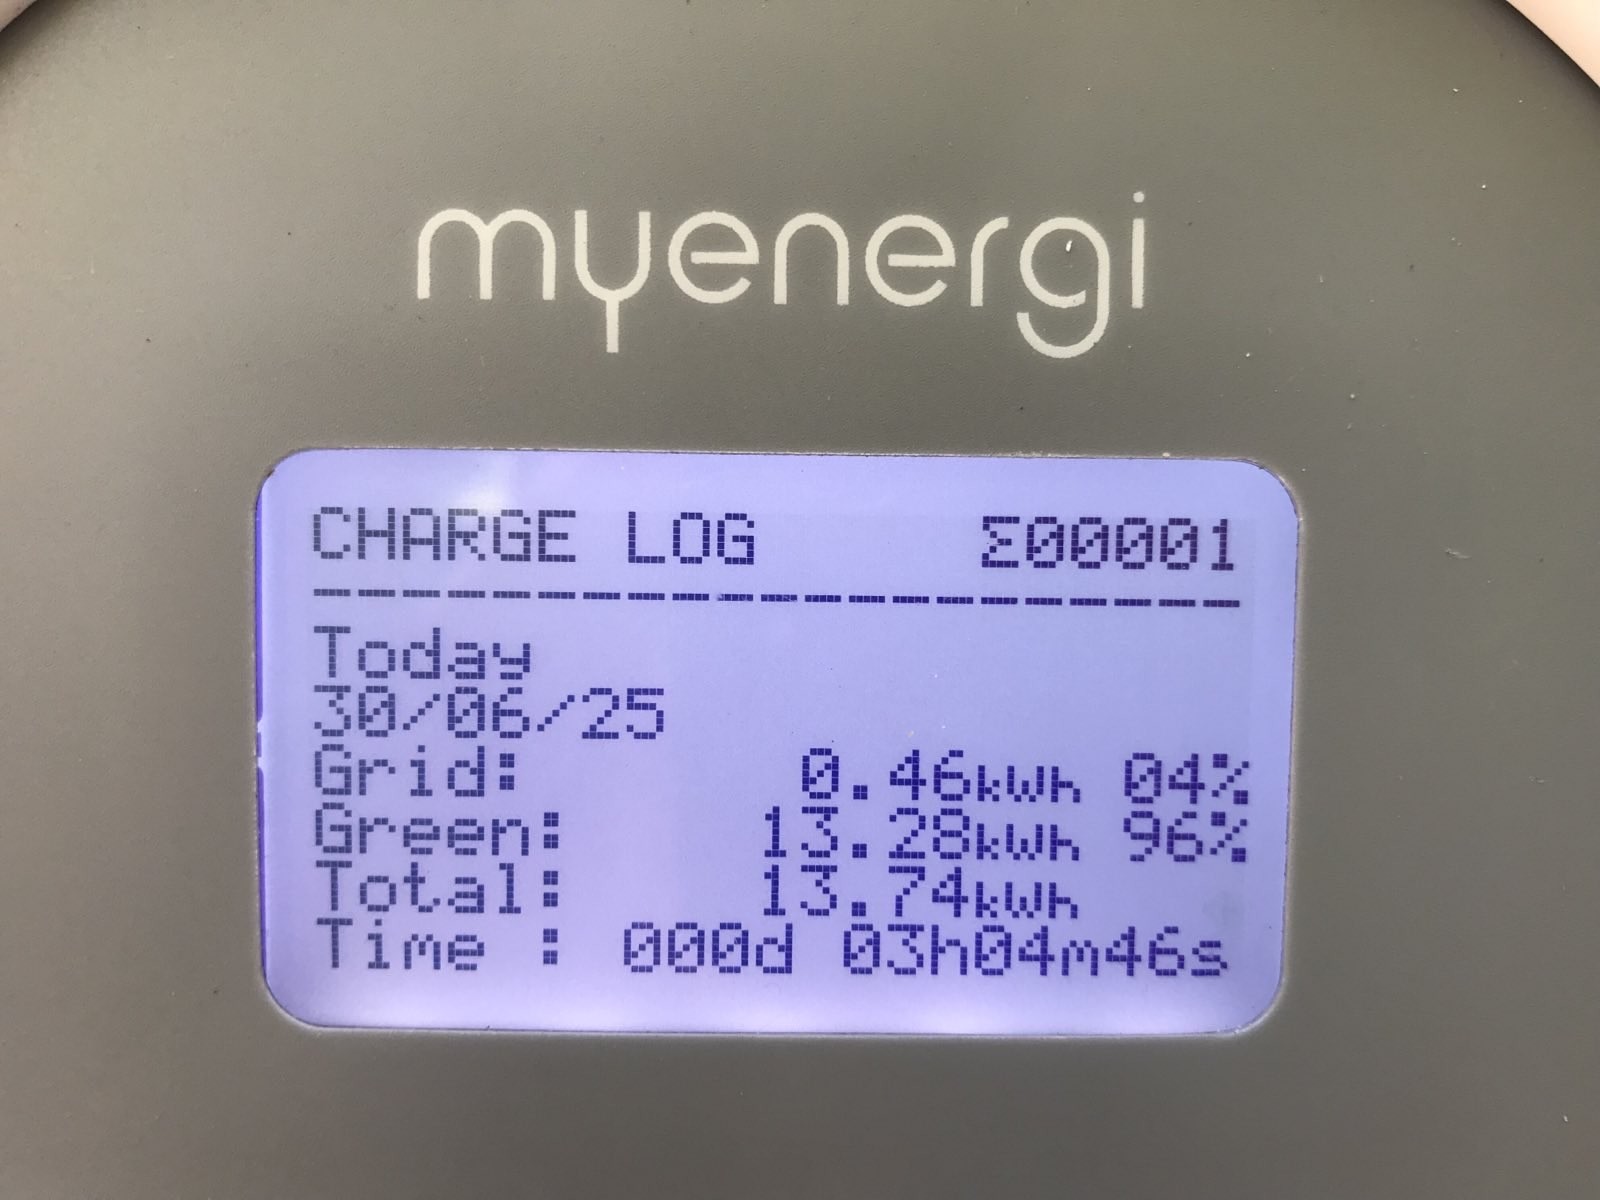 myenergi
CHARGE LOG Σ00001
Today
30/06/25
Grid: 0.46kWh 04%
Green: 13.28kWh 96%
Total: 13.74kWh
Time : 000d 03h04m46s